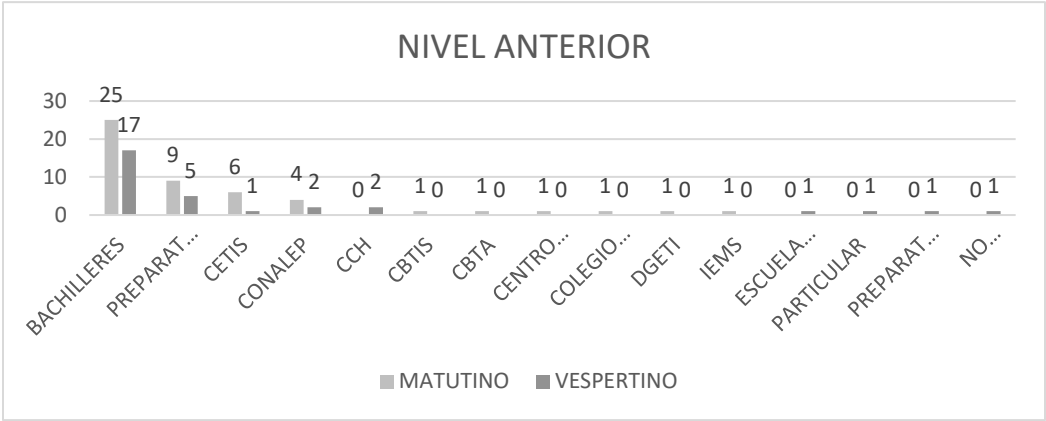 NIVEL ANTERIOR
30
20
10
0
25
17
9
5
6
1
4
2
0
2
1
0
1
0
1
0
1
0
1
0
1
0
0
1
0
1
0
1
0
1
BACHILLERES
PREPARAT...
CETIS
CONALEP
CCH
CBTIS
CBTA
CENTRO...
COLEGIO...
DGETI
IEMS
ESCUELA...
PARTICULAR
PREPARAT...
NO...
MATUTINO
VESPERTINO